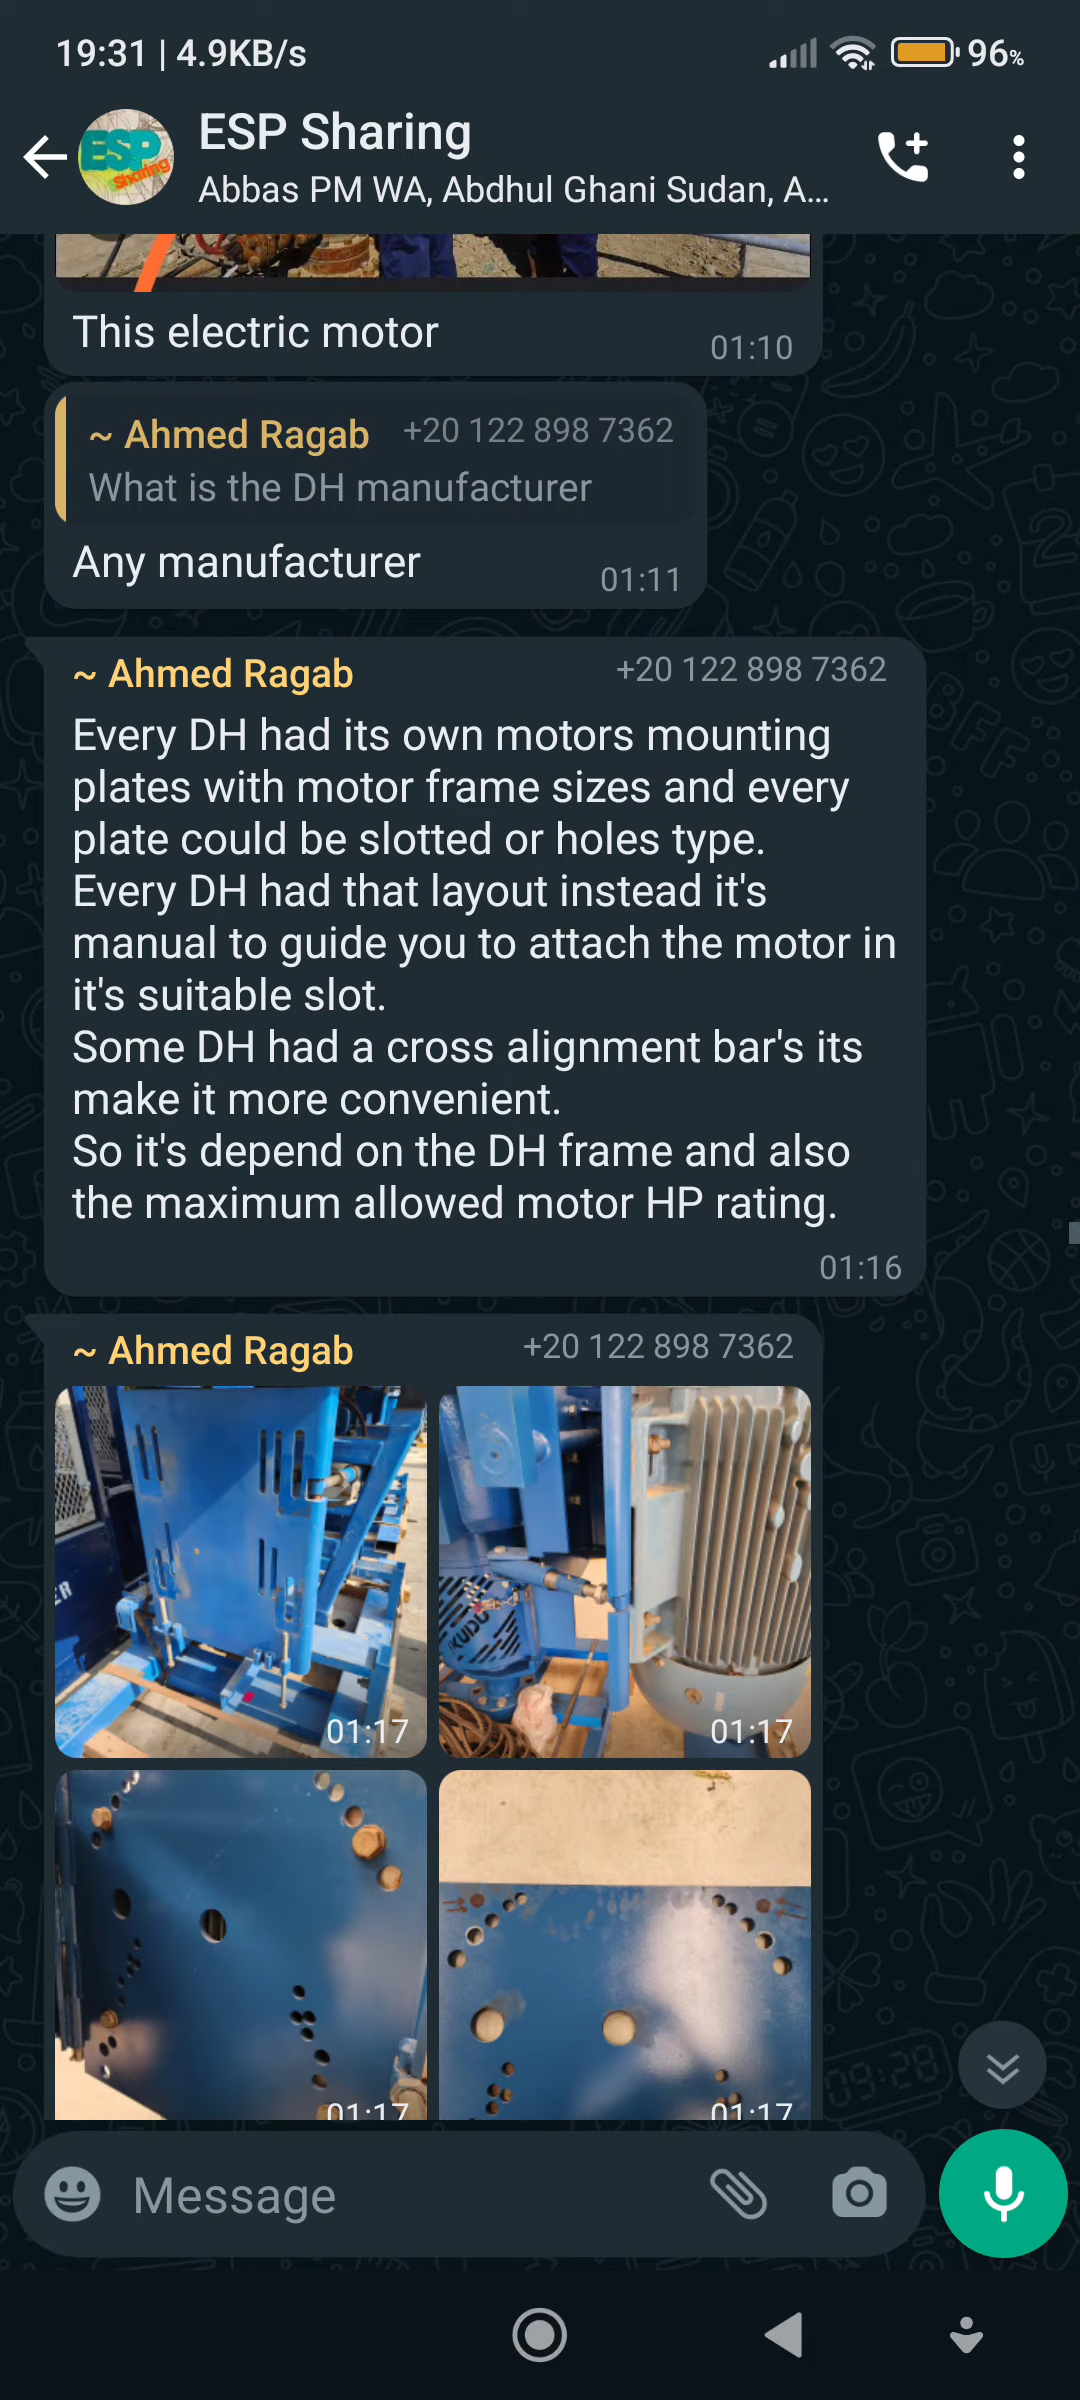 19:31 | 4.9KB/s
96%
ESP Sharing
ESP
Sharing
Abbas PM WA, Abdhul Ghani Sudan, A...
This electric motor
01:10
~ Ahmed Ragab +20 122 898 7362
What is the DH manufacturer
Any manufacturer
01:11
~ Ahmed Ragab +20 122 898 7362
Every DH had its own motors mounting
plates with motor frame sizes and every
plate could be slotted or holes type.
Every DH had that layout instead it's
manual to guide you to attach the motor in
it's suitable slot.
Some DH had a cross alignment bar's its
make it more convenient.
So it's depend on the DH frame and also
the maximum allowed motor HP rating.
01:16
~ Ahmed Ragab +20 122 898 7362
ER
KUDU
01:17 01:17
01:17 01:17
Message